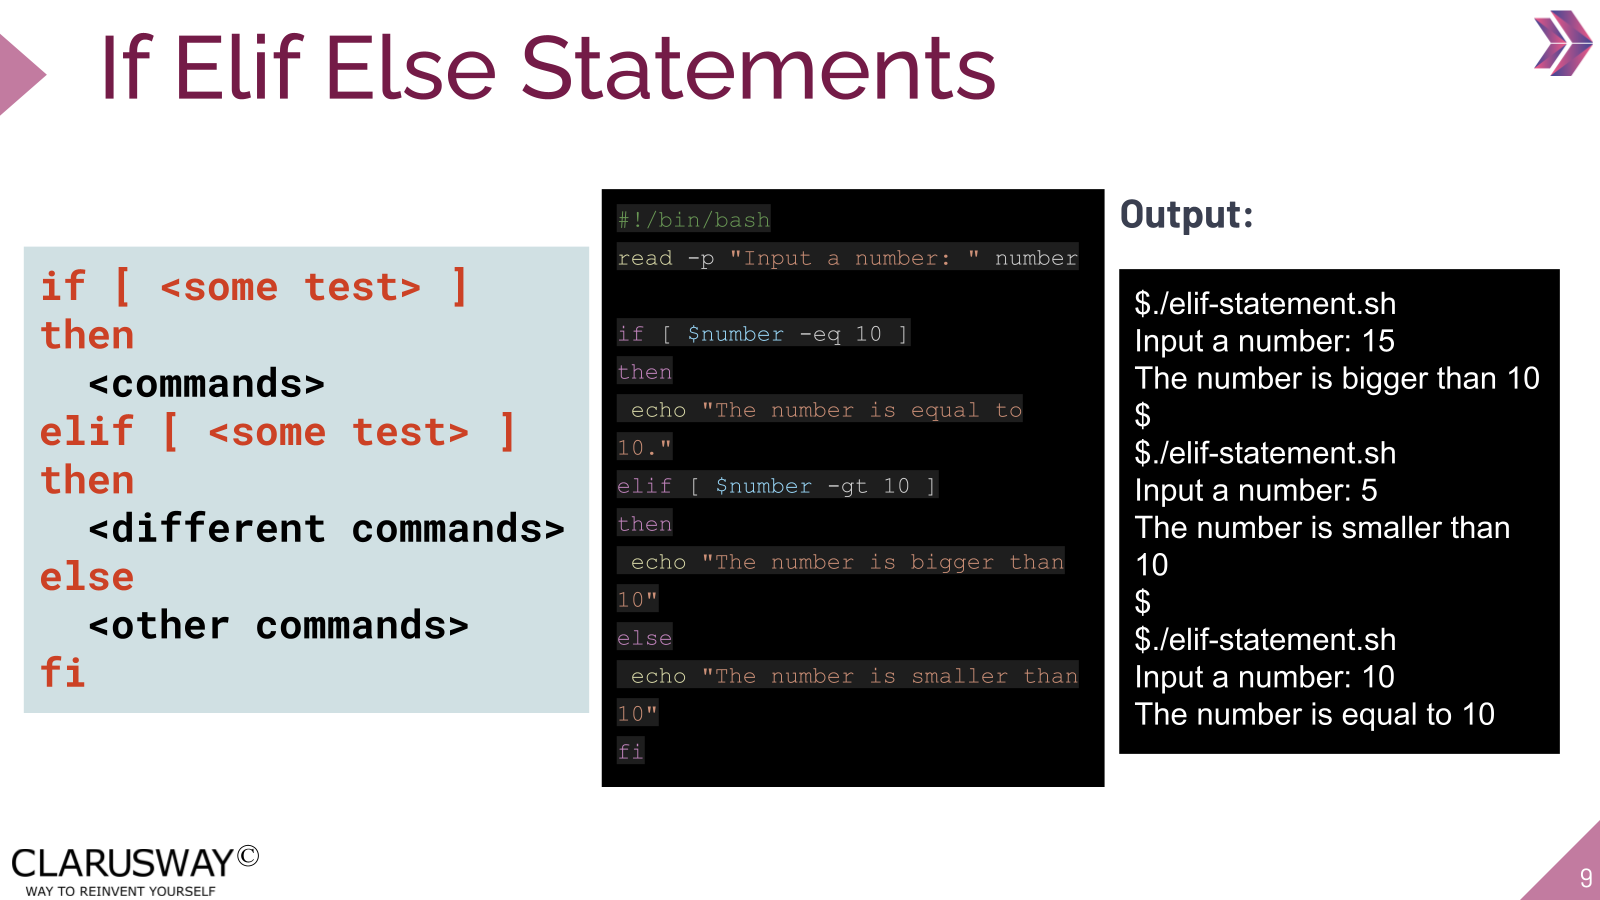 If Elif Else Statements
if [ <some test> ]
then
  <commands>
elif [ <some test> ]
then
  <different commands>
else
  <other commands>
fi
#!/bin/bash
read -p "Input a number: " number
if [ $number -eq 10 ]
then
 echo "The number is equal to
10."
elif [ $number -gt 10 ]
then
 echo "The number is bigger than
10"
else
 echo "The number is smaller than
10"
fi
Output:
$./elif-statement.sh
Input a number: 15
The number is bigger than 10
$
$./elif-statement.sh
Input a number: 5
The number is smaller than
10
$
$./elif-statement.sh
Input a number: 10
The number is equal to 10
CLARUSWAY©
WAY TO REINVENT YOURSELF
9